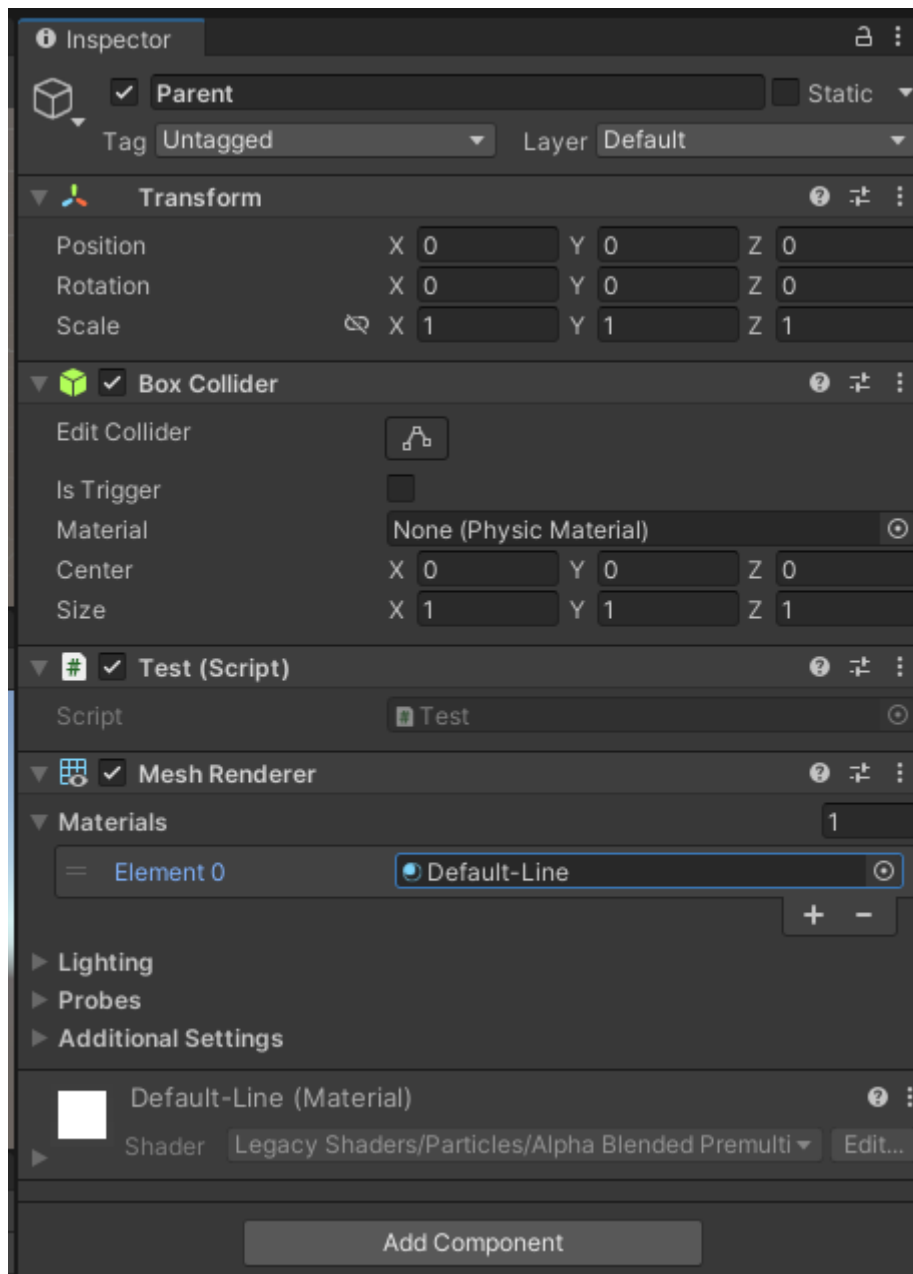 Inspector
Parent Static
Tag Untagged Layer Default
Transform
Position X 0 Y 0 Z 0
Rotation X 0 Y 0 Z 0
Scale X 1 Y 1 Z 1
Box Collider
Edit Collider
Is Trigger
Material None (Physic Material)
Center X 0 Y 0 Z 0
Size X 1 Y 1 Z 1
# Test (Script)
Script Test
Mesh Renderer
Materials 1
Element 0 Default-Line
Lighting
Probes
Additional Settings
Default-Line (Material)
Shader Legacy Shaders/Particles/Alpha Blended Premulti Edit...
Add Component